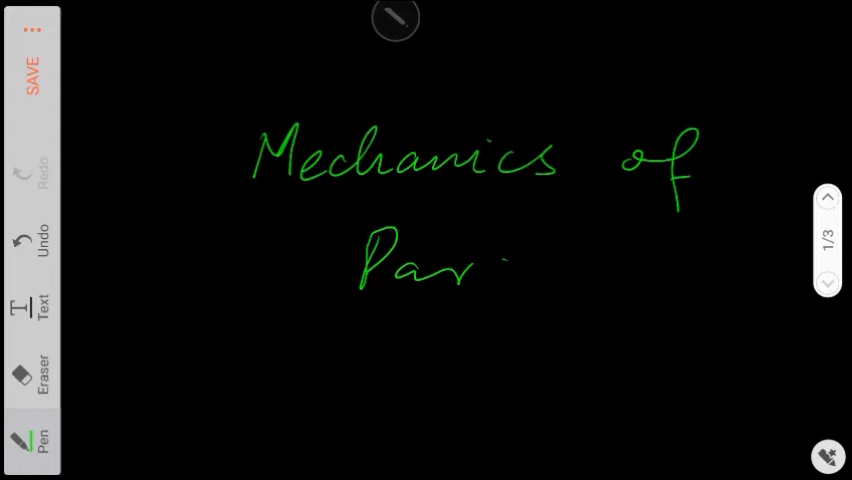 SAVE
Redo
Undo
Text
Eraser
Pen
Mechanics of
Par
1/3